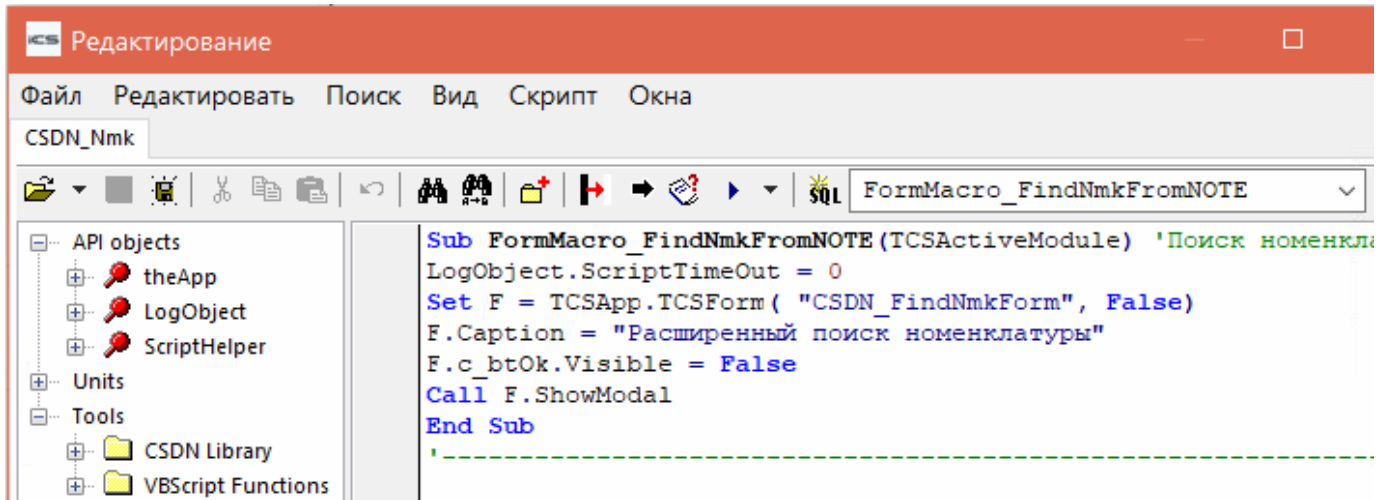 iCS Редактирование
Файл Редактировать Поиск Вид Скрипт Окна
CSDN_Nmk
SQL FormMacro_FindNmkFromNOTE
API objects
theApp
LogObject
ScriptHelper
Units
Tools
CSDN Library
VBScript Functions
Sub FormMacro_FindNmkFromNOTE(TCSActiveModule) 'Поиск номенкла
LogObject.ScriptTimeOut = 0
Set F = TCSApp.TCSForm( "CSDN_FindNmkForm", False)
F.Caption = "Расширенный поиск номенклатуры"
F.c_btOk.Visible = False
Call F.ShowModal
End Sub
'-------------------------------------------------------------